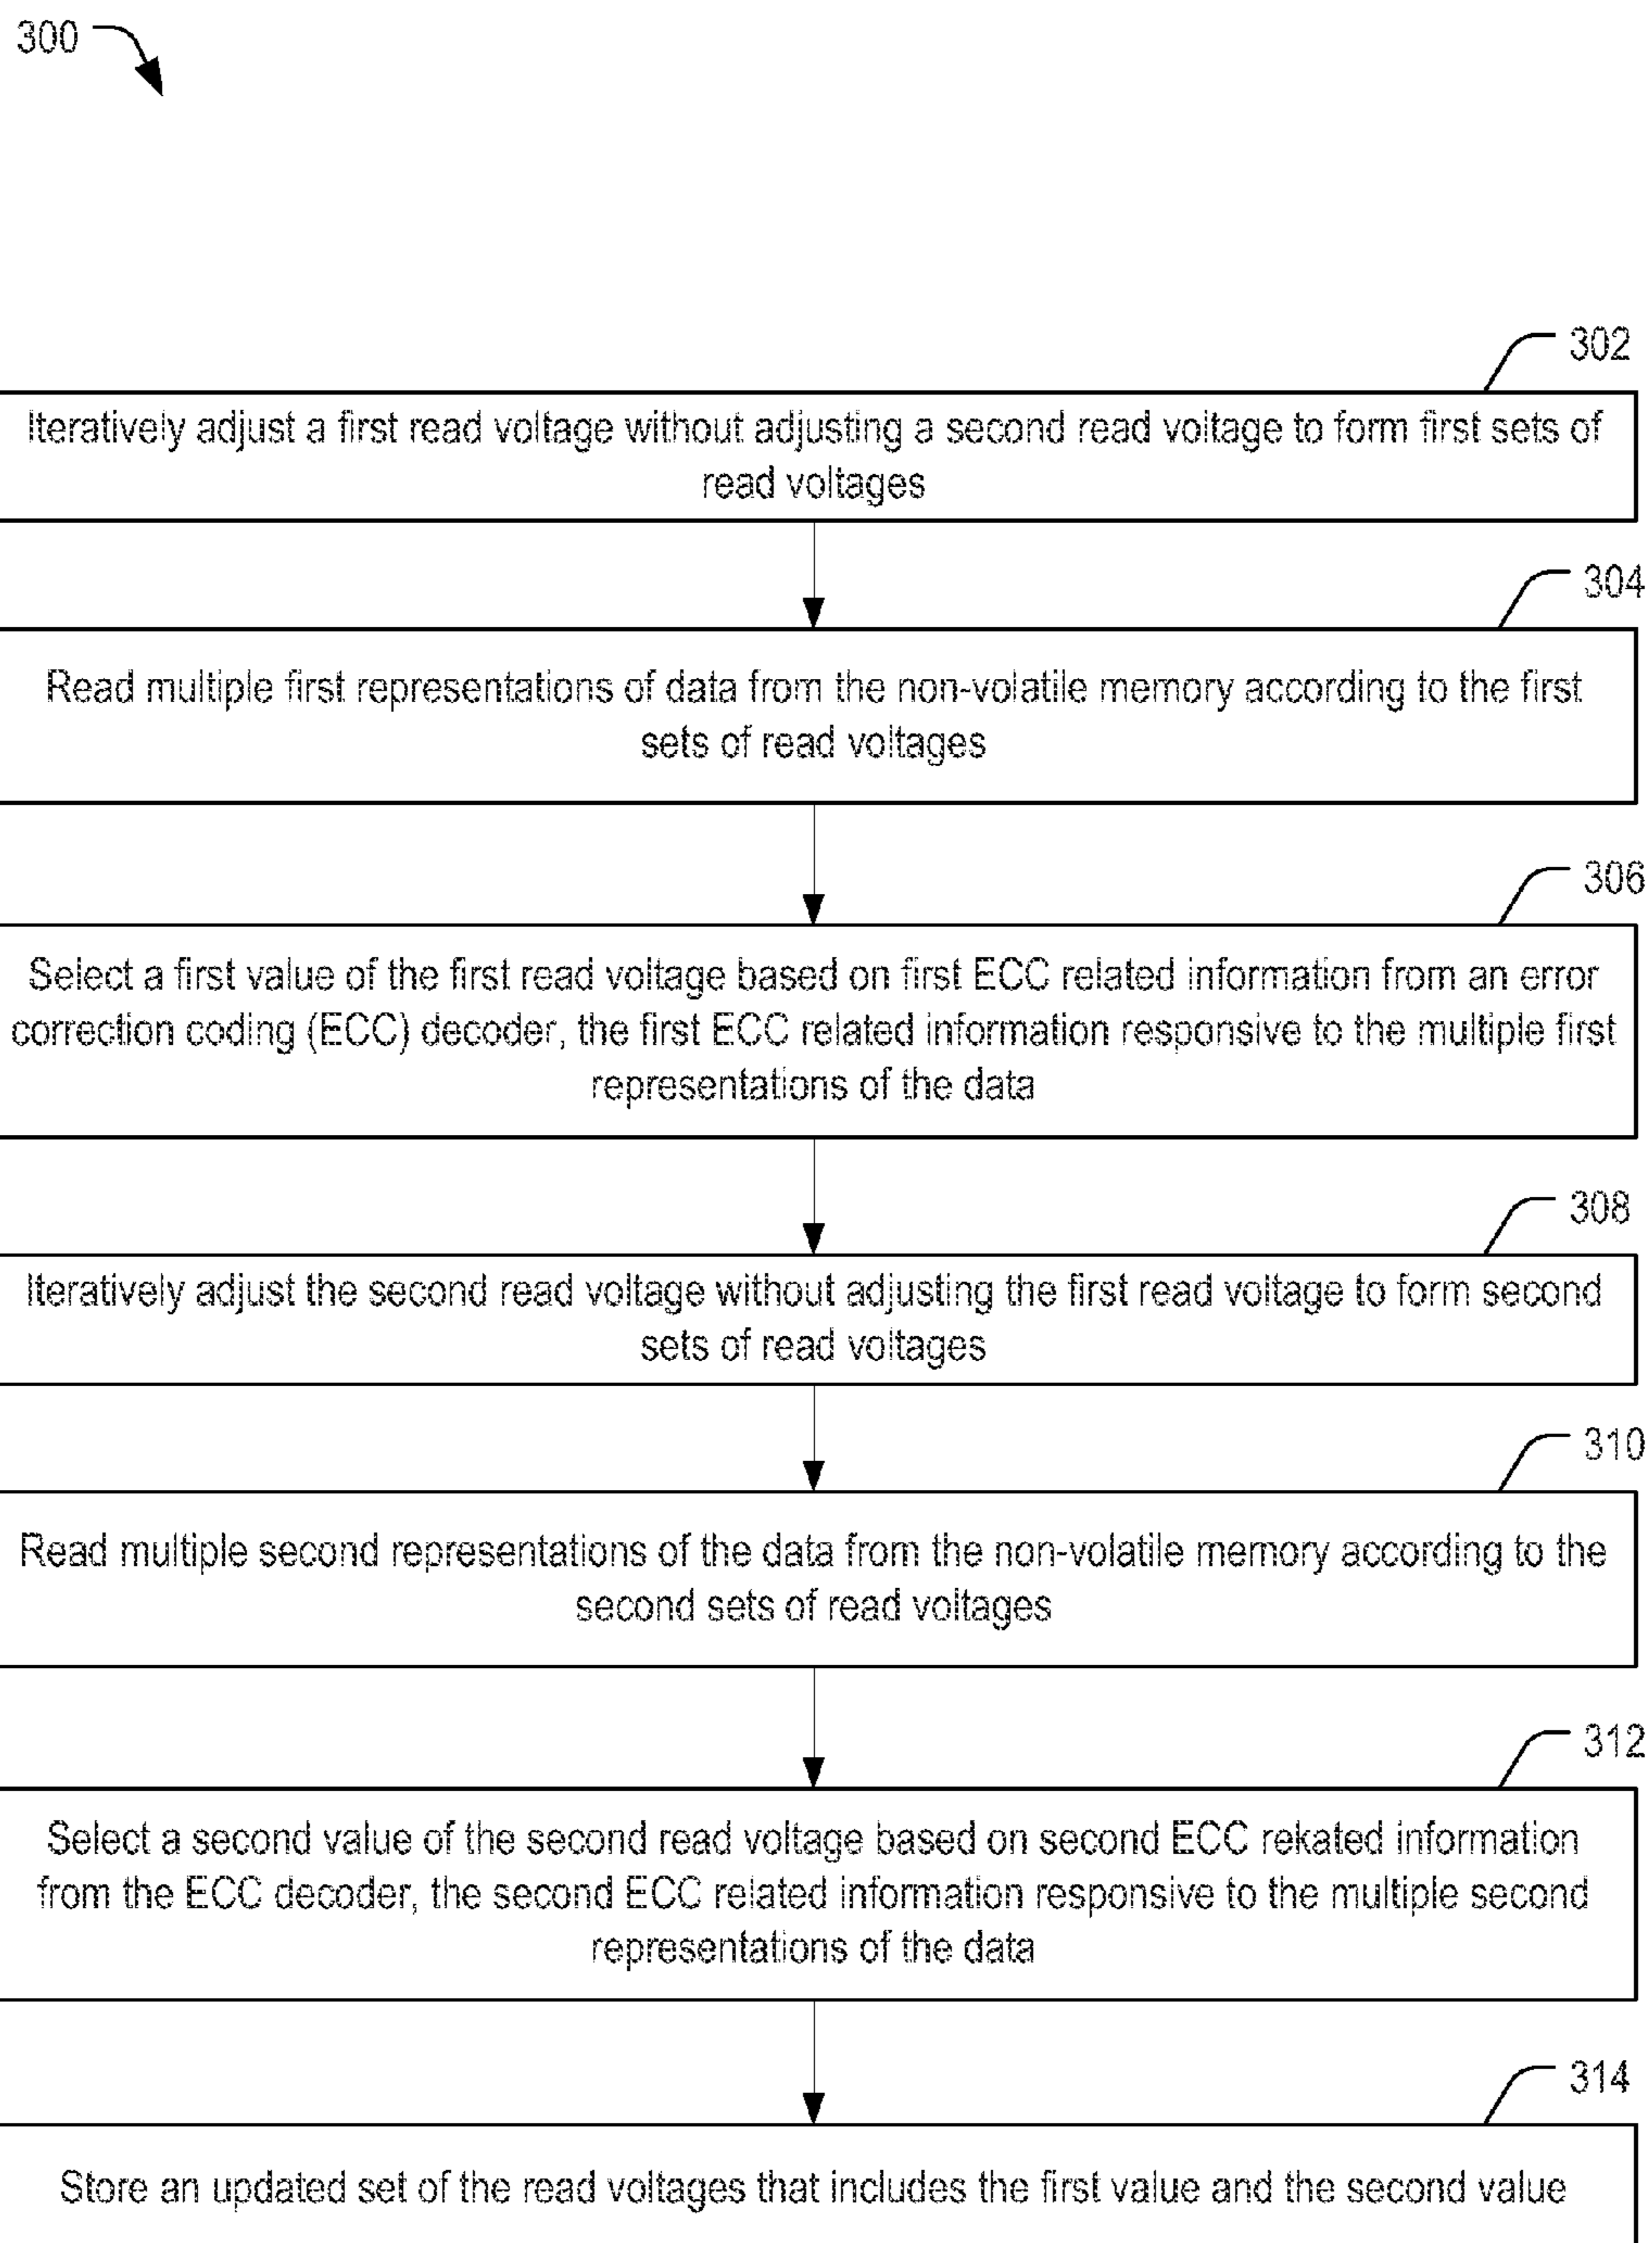 300
302
Iteratively adjust a first read voltage without adjusting a second read voltage to form first sets of
read voltages
304
Read multiple first representations of data from the non-volatile memory according to the first
sets of read voltages
306
Select a first value of the first read voltage based on first ECC related information from an error
correction coding (ECC) decoder, the first ECC related information responsive to the multiple first
representations of the data
308
Iteratively adjust the second read voltage without adjusting the first read voltage to form second
sets of read voltages
310
Read multiple second representations of the data from the non-volatile memory according to the
second sets of read voltages
312
Select a second value of the second read voltage based on second ECC rekated information
from the ECC decoder, the second ECC related information responsive to the multiple second
representations of the data
314
Store an updated set of the read voltages that includes the first value and the second value